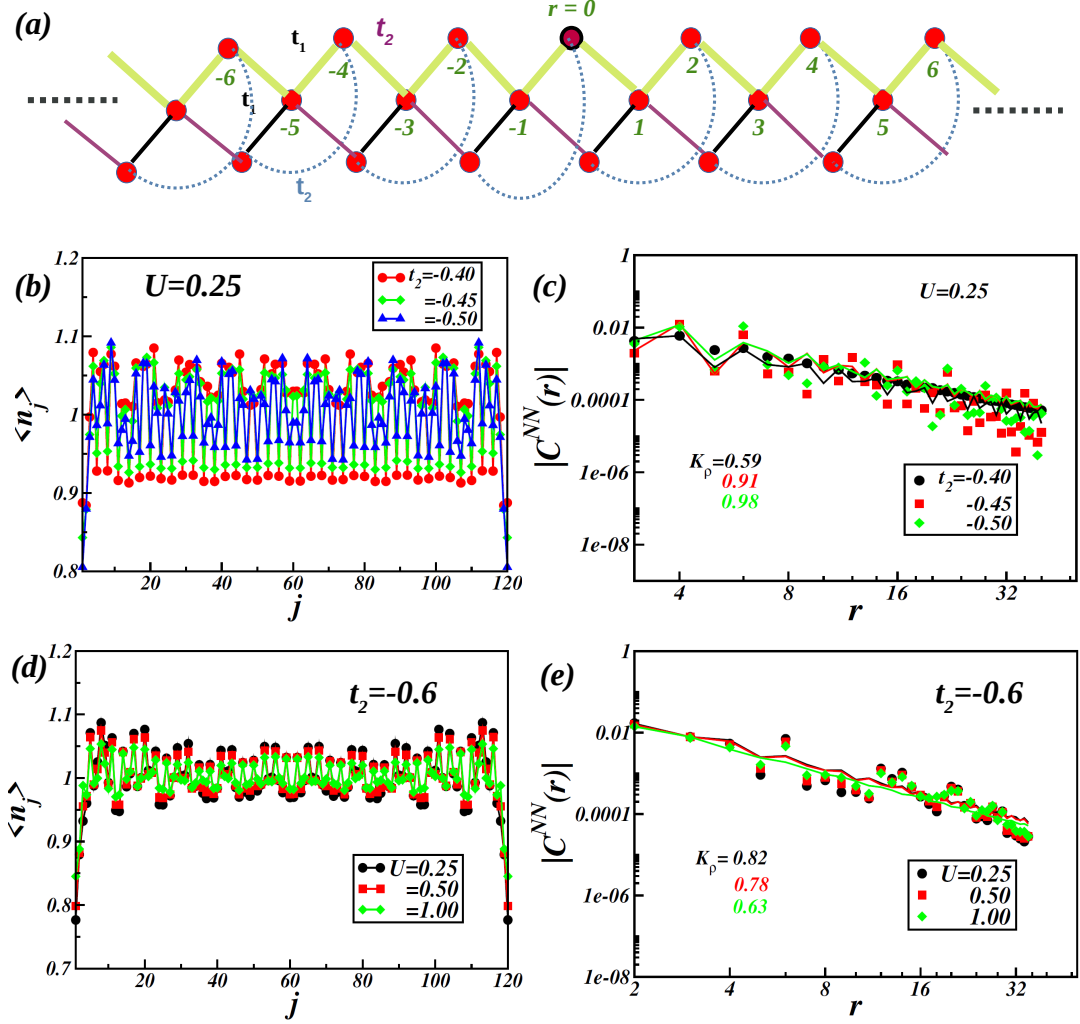 (a)
r = 0
t1 t2
-6 -4 -2 2 4 6
t1 -5 -3 -1 1 3 5
t2
(b)
U=0.25
t2=-0.40
=-0.45
=-0.50
<nj>
1.2
1.1
1
0.9
0.8
20 40 60 80 100 120
j
(c)
U=0.25
|C^NN(r)|
1
0.01
0.0001
1e-06
1e-08
Kρ=0.59
0.91
0.98
t2=-0.40
-0.45
-0.50
4 8 16 32
r
(d)
t2=-0.6
<nj>
1.2
1.1
1
0.9
0.8
0.7
U=0.25
=0.50
=1.00
20 40 60 80 100 120
j
(e)
t2=-0.6
|C^NN(r)|
1
0.01
0.0001
1e-06
1e-08
Kρ= 0.82
0.78
0.63
U=0.25
0.50
1.00
2 4 8 16 32
r